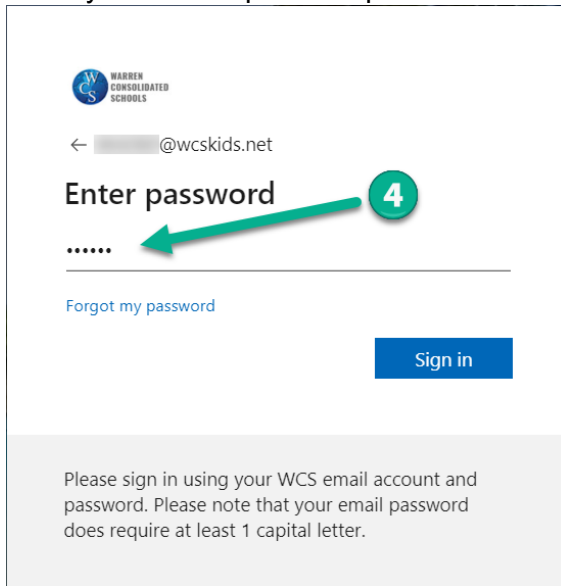 WCS WARREN
CONSOLIDATED
SCHOOLS
← @wcskids.net
Enter password
4
••••••
Forgot my password
Sign in
Please sign in using your WCS email account and
password. Please note that your email password
does require at least 1 capital letter.